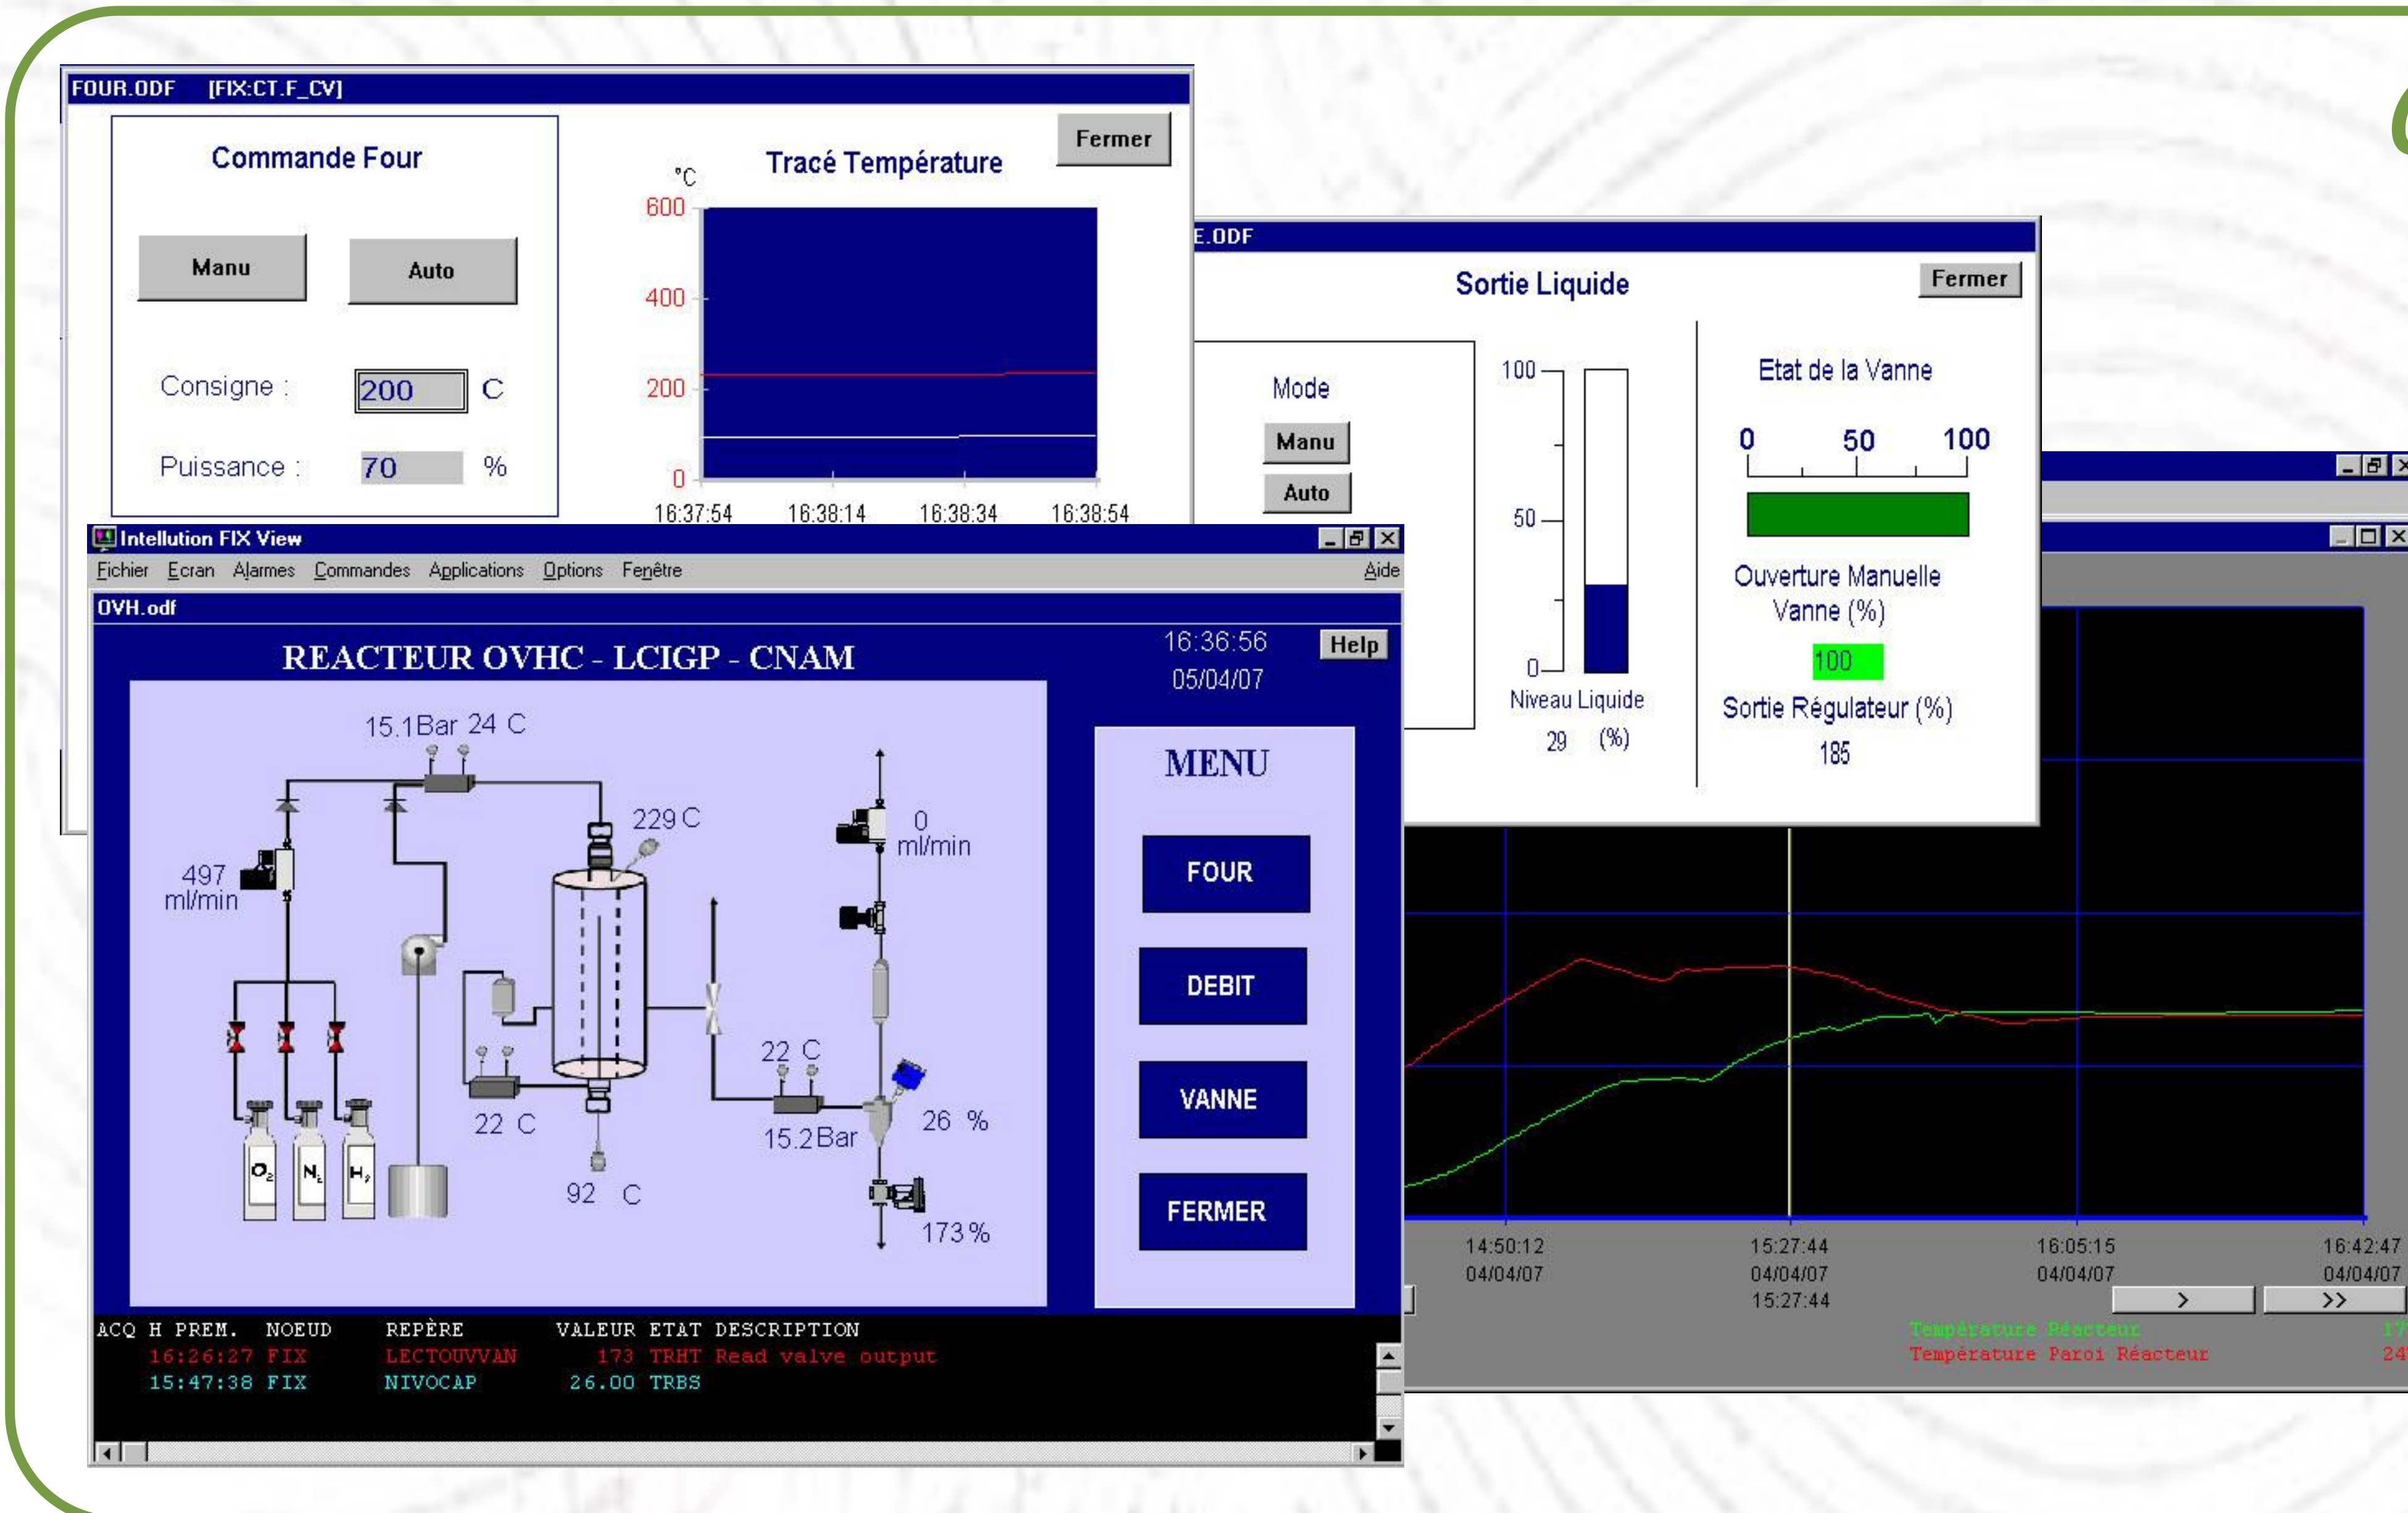 FOUR.ODF [FIX:CT.F_CV]
Commande Four
Manu
Auto
Consigne : 200 C
Puissance : 70 %
Tracé Température
Fermer
°C
600
400
200
0
16:37:54 16:38:14 16:38:34 16:38:54
E.ODF
Sortie Liquide
Fermer
Mode
Manu
Auto
100
50
0
Niveau Liquide
29 (%)
Etat de la Vanne
0 50 100
Ouverture Manuelle
Vanne (%)
100
Sortie Régulateur (%)
185
Intellution FIX View
Fichier Ecran Alarmes Commandes Applications Options Fenêtre Aide
OVH.odf
REACTEUR OVHC - LCIGP - CNAM
16:36:56
05/04/07
Help
15.1 Bar 24 C
229 C
0
ml/min
497
ml/min
22 C
22 C
15.2 Bar
26 %
92 C
173 %
O2
N2
H2
MENU
FOUR
DEBIT
VANNE
FERMER
ACQ H PREM. NOEUD REPÈRE VALEUR ETAT DESCRIPTION
16:26:27 FIX LECTOUVVAN 173 TRHT Read valve output
15:47:38 FIX NIVOCAP 26.00 TRBS
14:50:12 15:27:44 16:05:15 16:42:47
04/04/07 04/04/07 04/04/07 04/04/07
15:27:44
> >>
Température Réacteur
Température Paroi Réacteur